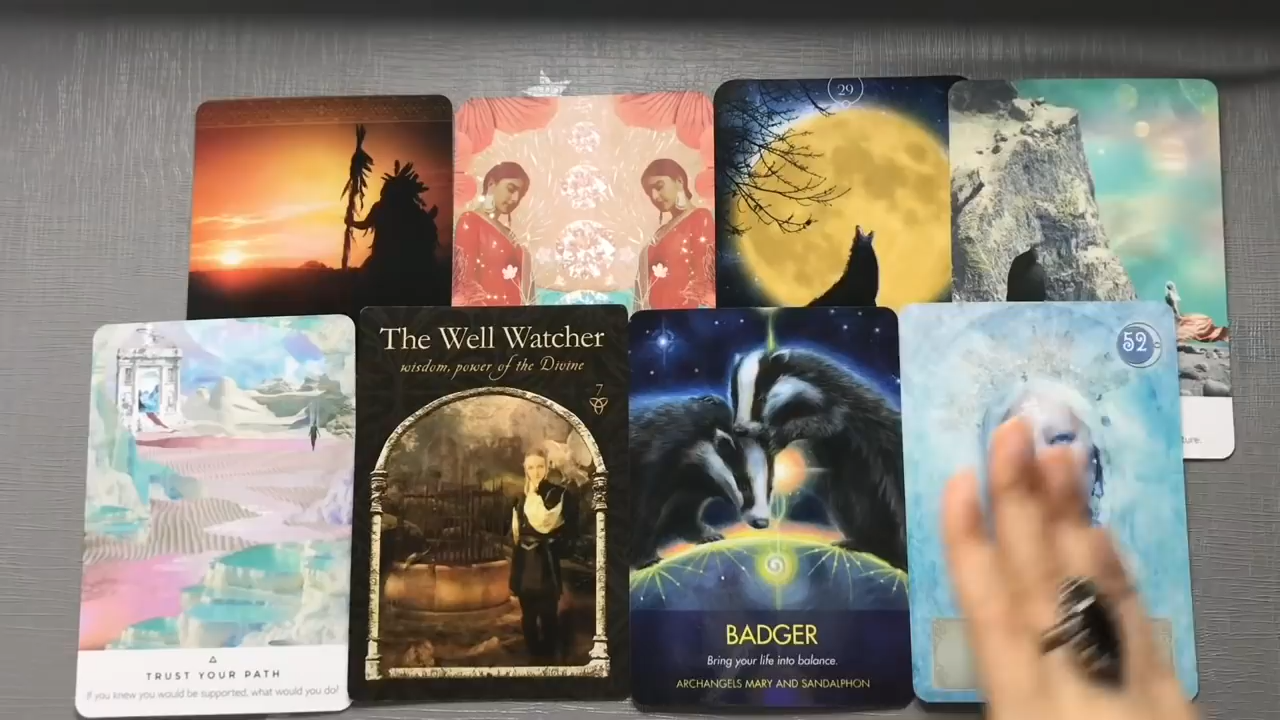 29
ture.
TRUST YOUR PATH
If you knew you would be supported, what would you do?
The Well Watcher
wisdom, power of the Divine
7
BADGER
Bring your life into balance.
ARCHANGELS MARY AND SANDALPHON
52